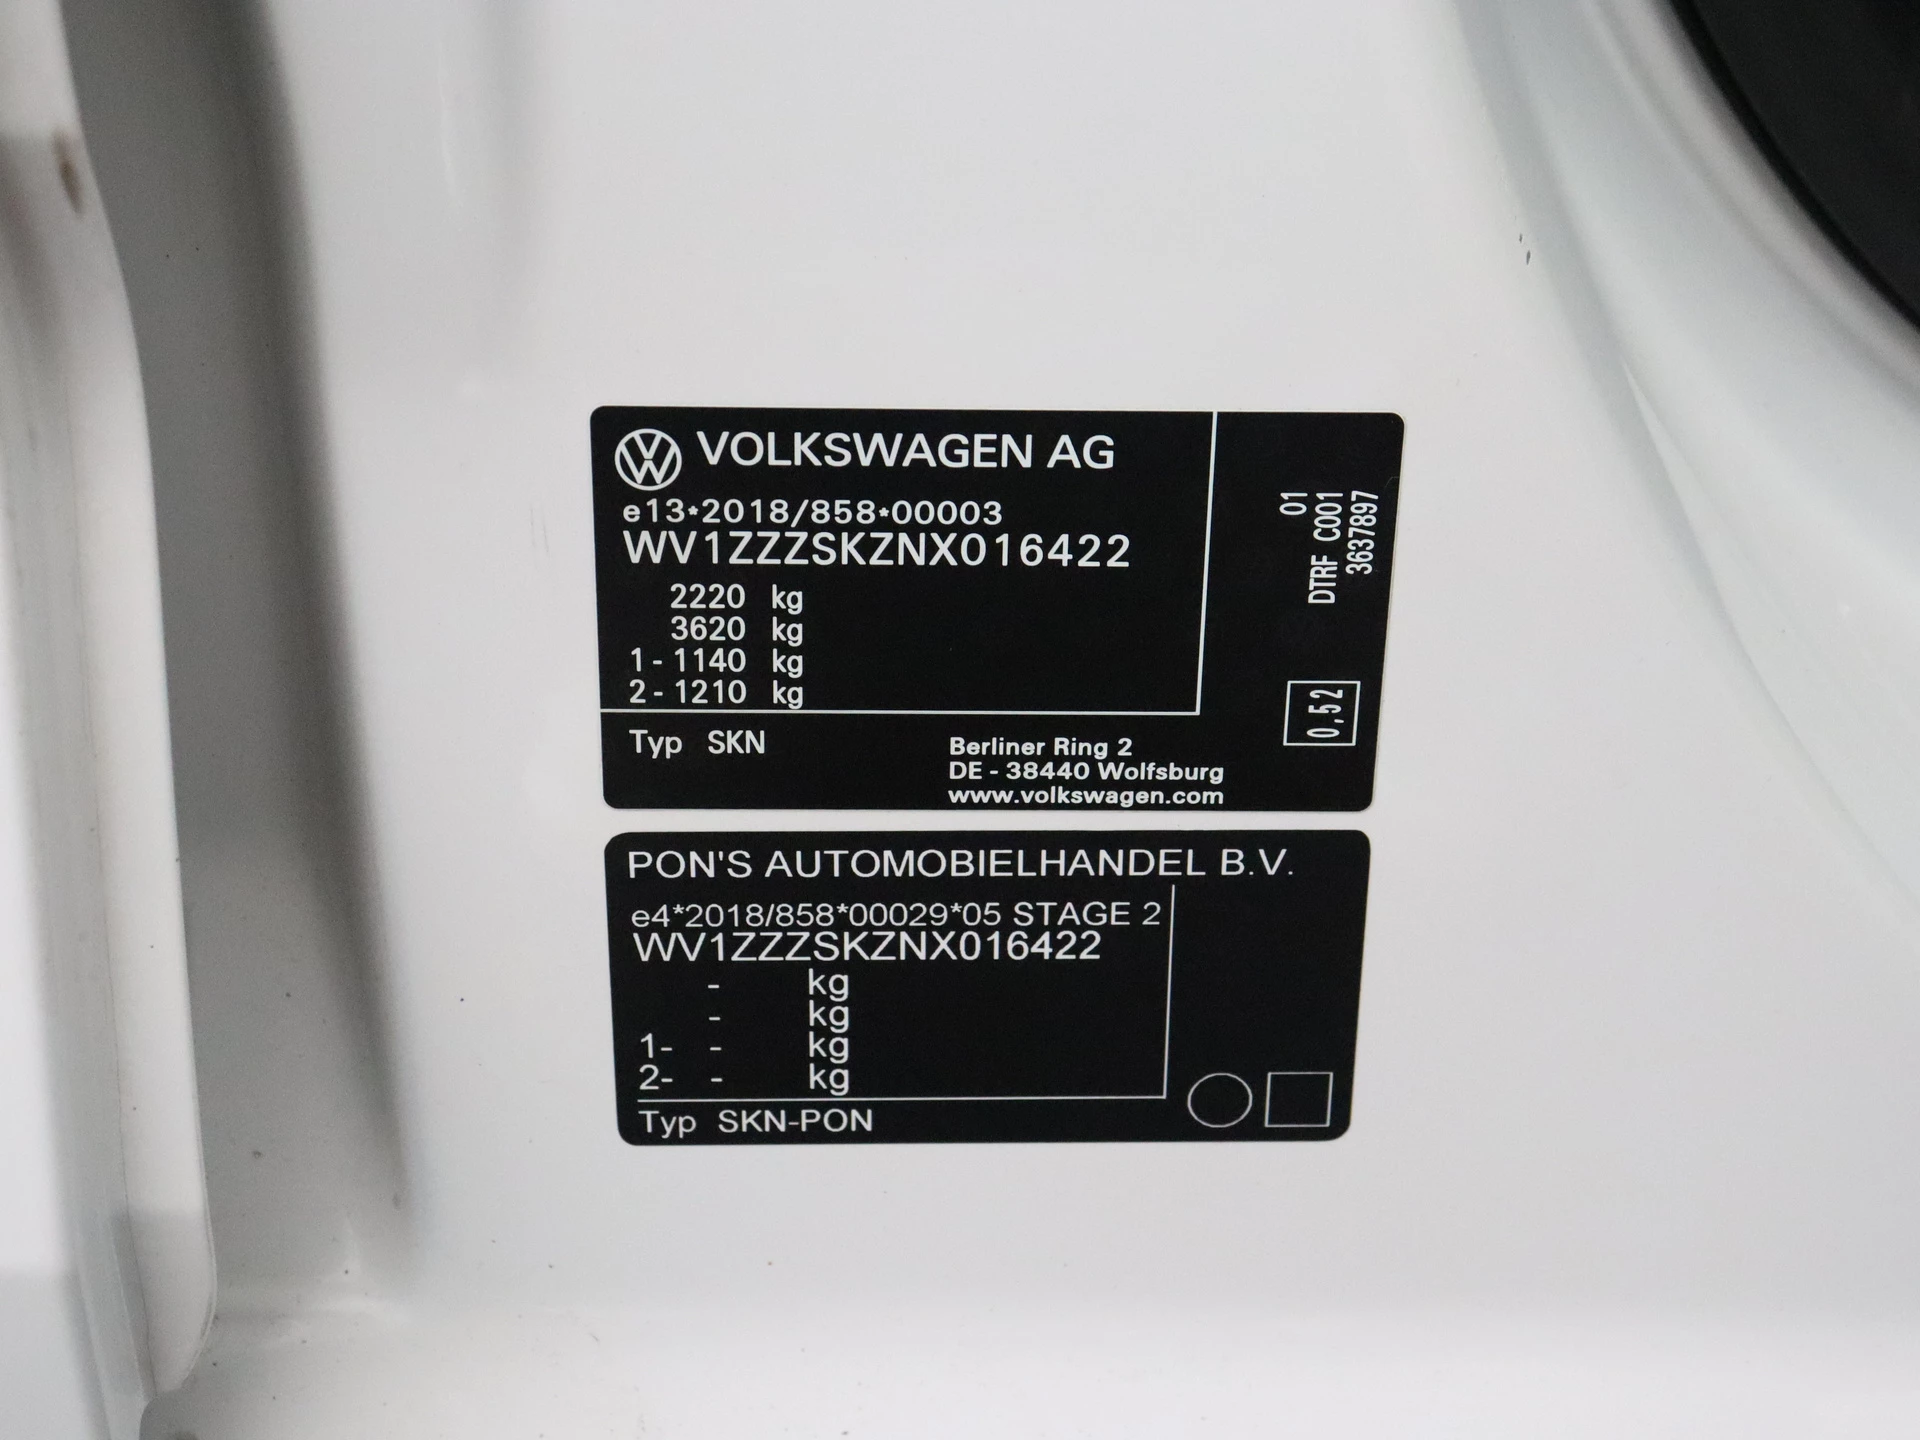 VOLKSWAGEN AG
e13*2018/858*00003
WV1ZZZSKZNX016422
2220 kg
3620 kg
1 - 1140 kg
2 - 1210 kg
Typ SKN
Berliner Ring 2
DE - 38440 Wolfsburg
www.volkswagen.com
01
DTRF C001
3637897
0,52
PON'S AUTOMOBIELHANDEL B.V.
e4*2018/858*00029*05 STAGE 2
WV1ZZZSKZNX016422
- kg
- kg
1- - kg
2- - kg
Typ SKN-PON